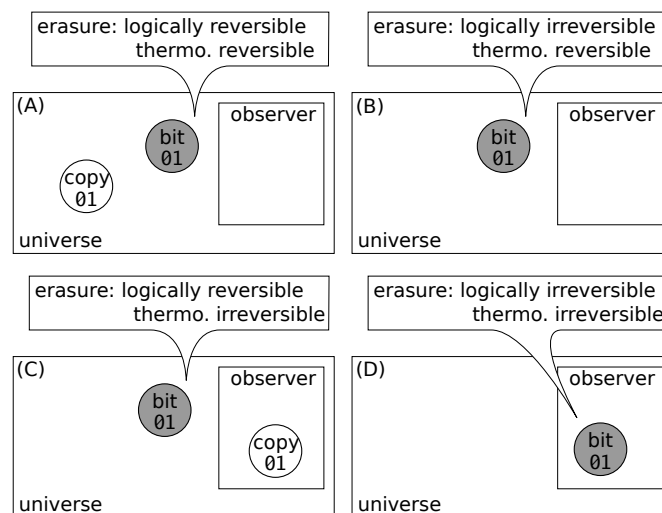 erasure: logically reversible
thermo. reversible
(A)
observer
bit
01
copy
01
universe
erasure: logically irreversible
thermo. reversible
(B)
observer
bit
01
universe
erasure: logically reversible
thermo. irreversible
(C)
observer
bit
01
copy
01
universe
erasure: logically irreversible
thermo. irreversible
(D)
observer
bit
01
universe